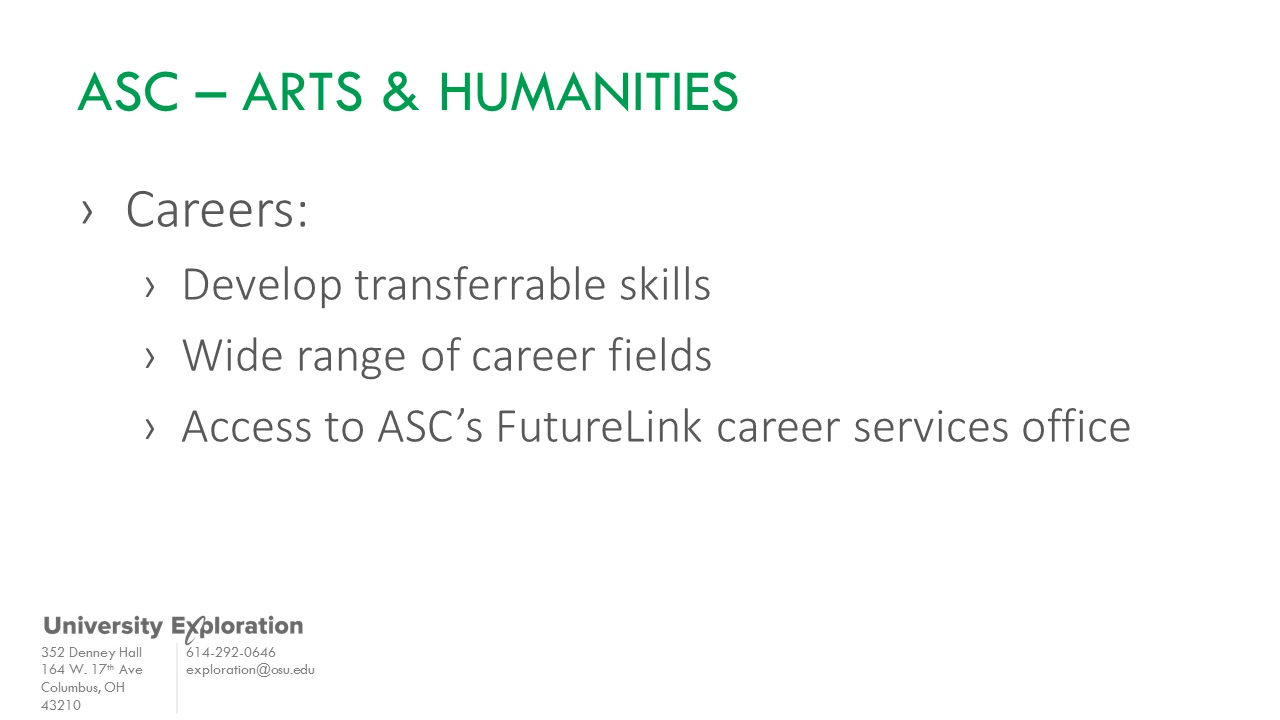 ASC – ARTS & HUMANITIES
› Careers:
› Develop transferrable skills
› Wide range of career fields
› Access to ASC’s FutureLink career services office
University Exploration
352 Denney Hall
164 W. 17th Ave
Columbus, OH
43210
614-292-0646
exploration@osu.edu